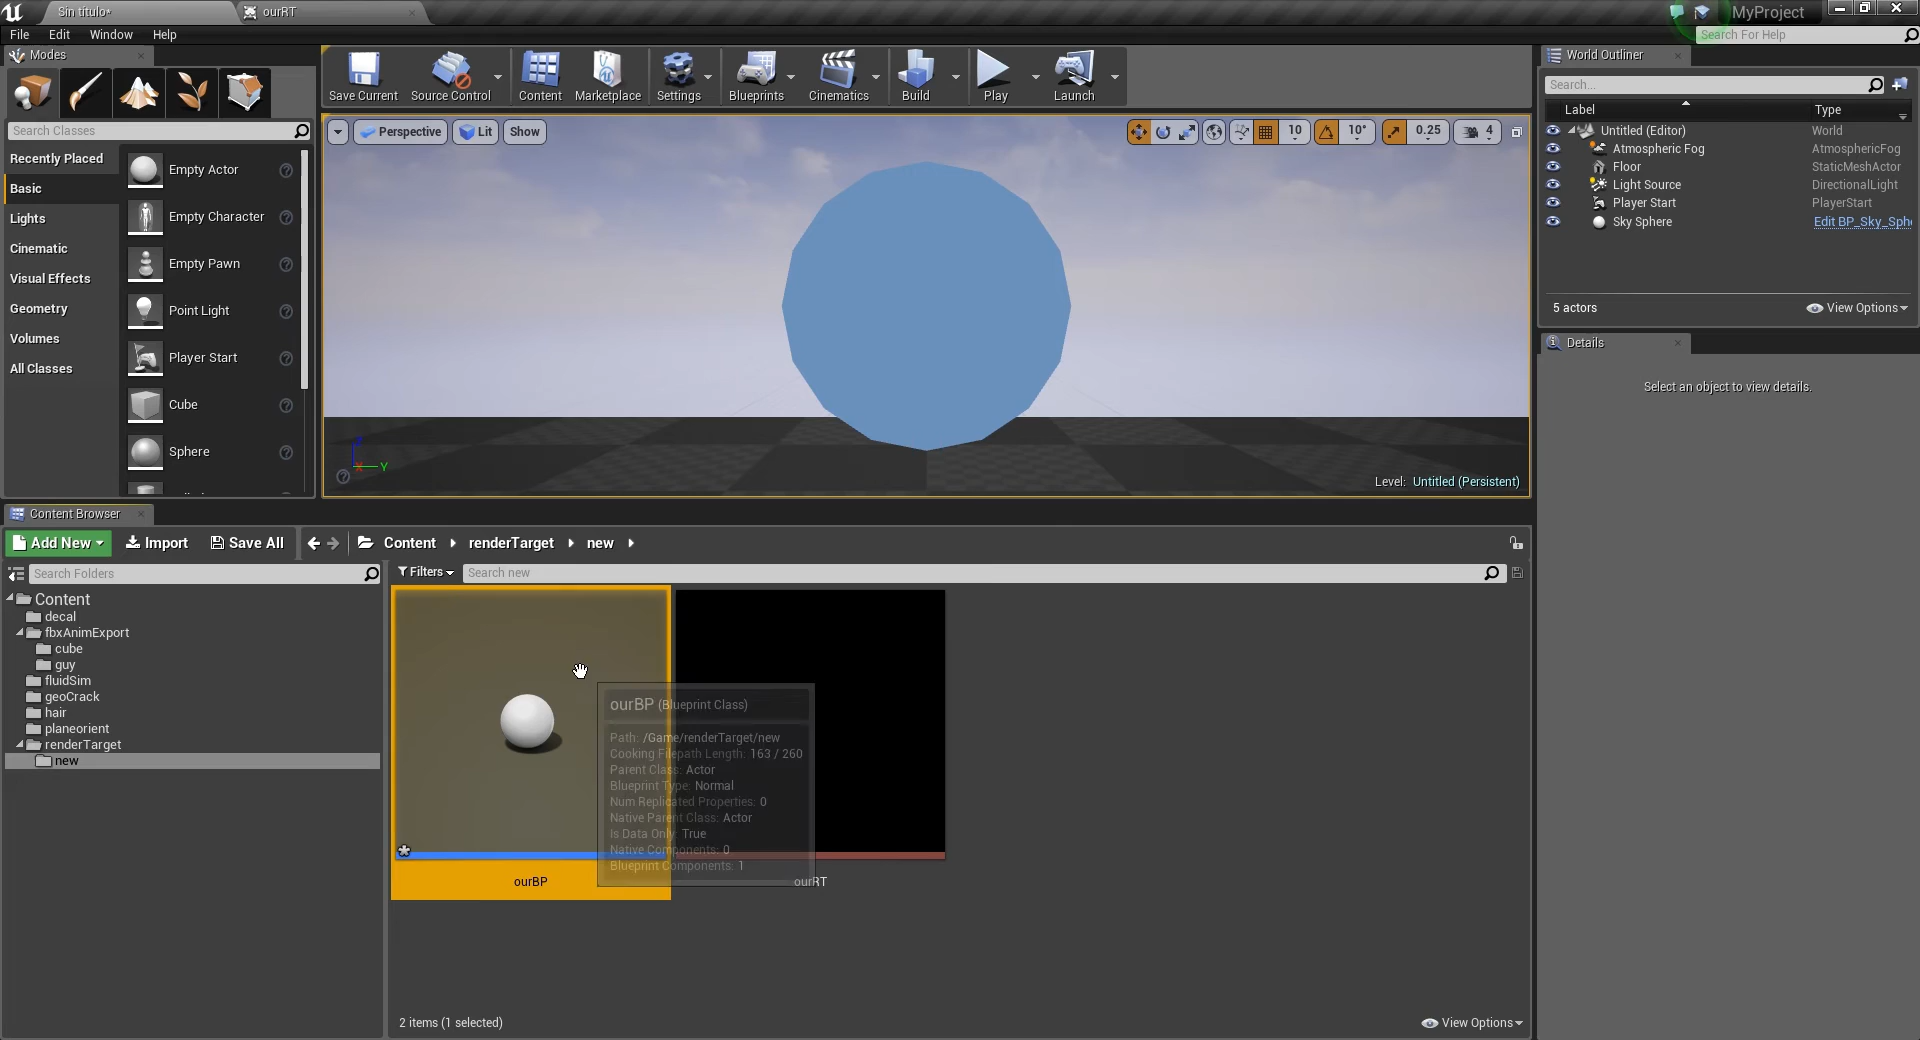 Sin título*
ourRT
MyProject
File Edit Window Help
Search For Help
Modes
Search Classes
Recently Placed
Basic
Lights
Cinematic
Visual Effects
Geometry
Volumes
All Classes
Empty Actor
Empty Character
Empty Pawn
Point Light
Player Start
Cube
Sphere
Save Current
Source Control
Content
Marketplace
Settings
Blueprints
Cinematics
Build
Play
Launch
Perspective
Lit
Show
10
10°
0.25
4
X
Y
Level: Untitled (Persistent)
World Outliner
Search...
Label Type
Untitled (Editor) World
Atmospheric Fog AtmosphericFog
Floor StaticMeshActor
Light Source DirectionalLight
Player Start PlayerStart
Sky Sphere Edit BP_Sky_Sph
5 actors
View Options
Details
Select an object to view details.
Content Browser
Add New Import Save All Content renderTarget new
Search Folders
Filters
Search new
Content
decal
fbxAnimExport
cube
guy
fluidSim
geoCrack
hair
planeorient
renderTarget
new
ourBP (Blueprint Class)
Path: /Game/renderTarget/new
Cooking Filepath Length: 163 / 260
Parent Class: Actor
Blueprint Type: Normal
Num Replicated Properties: 0
Native Parent Class: Actor
Is Data Only: True
Native Components: 0
Blueprint Components: 1
ourBP
ourRT
2 items (1 selected)
View Options